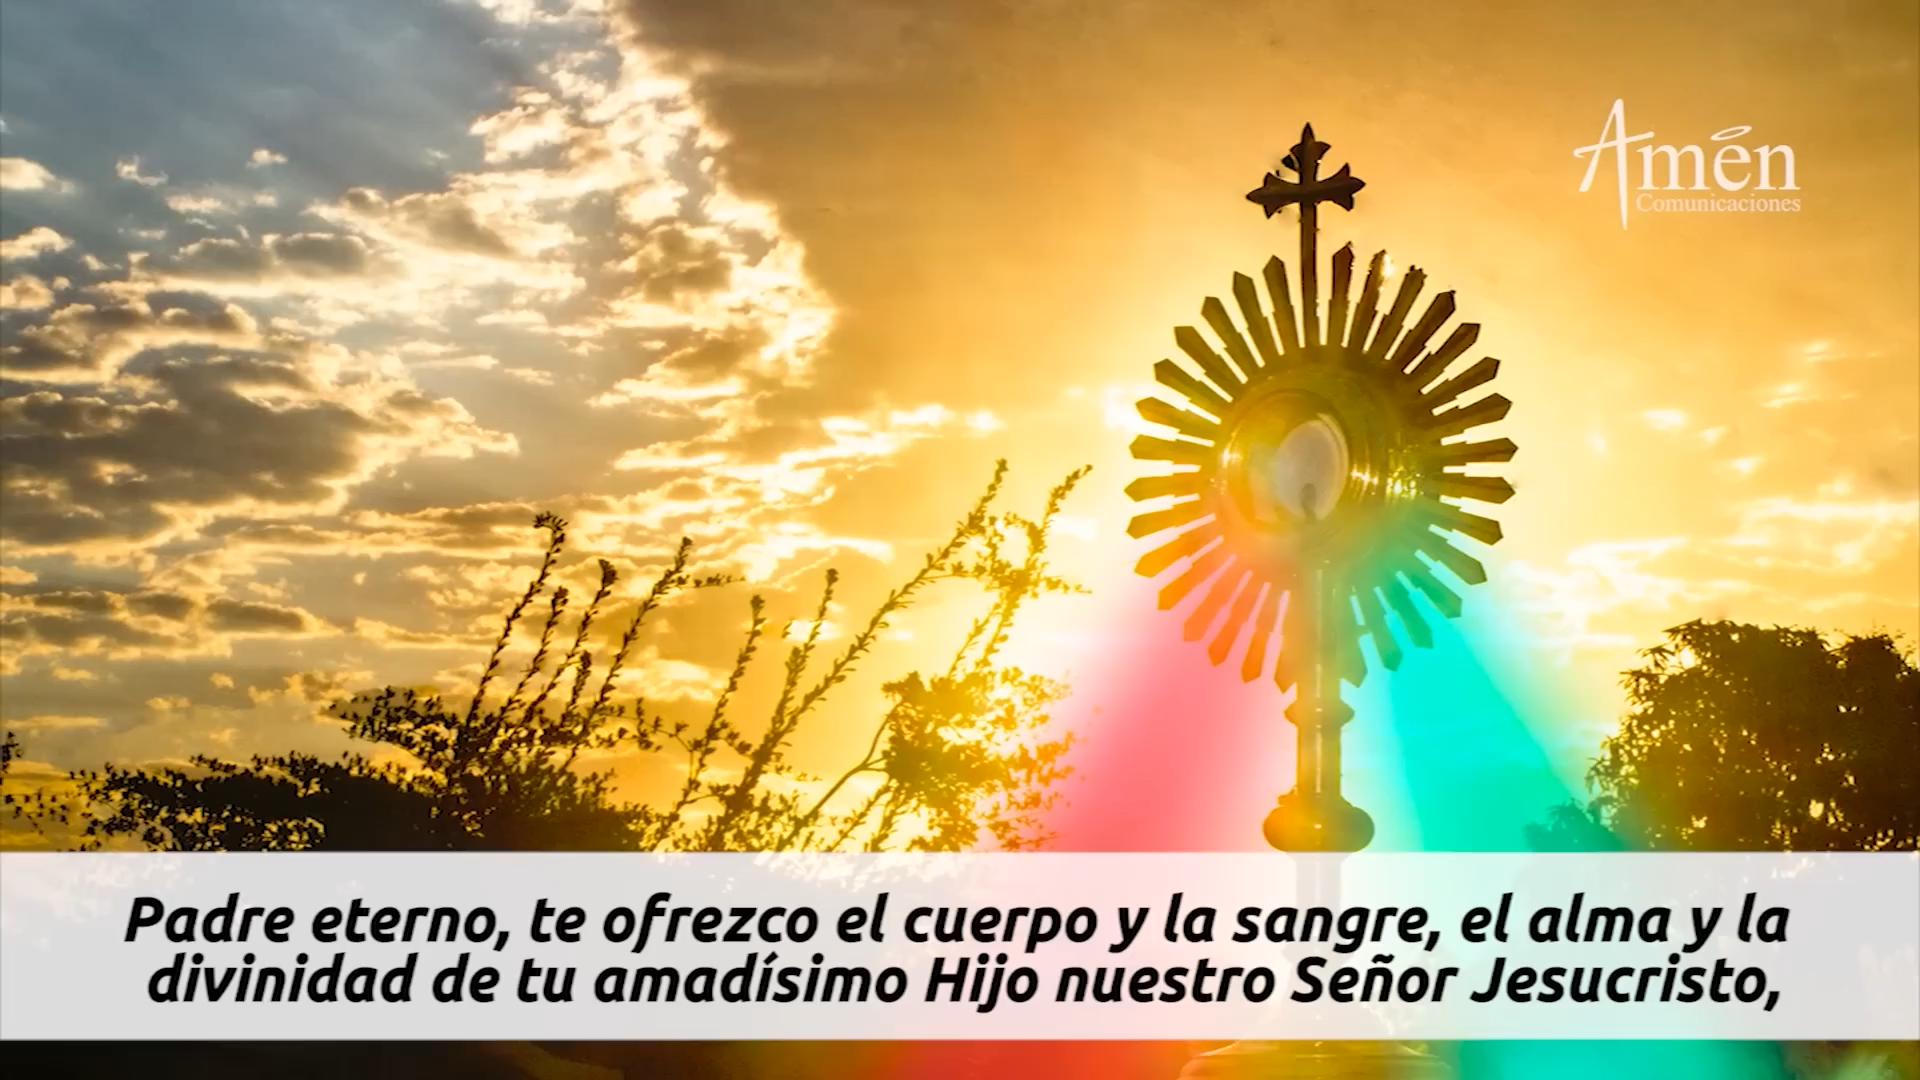 Amén
Comunicaciones
Padre eterno, te ofrezco el cuerpo y la sangre, el alma y la
divinidad de tu amadísimo Hijo nuestro Señor Jesucristo,